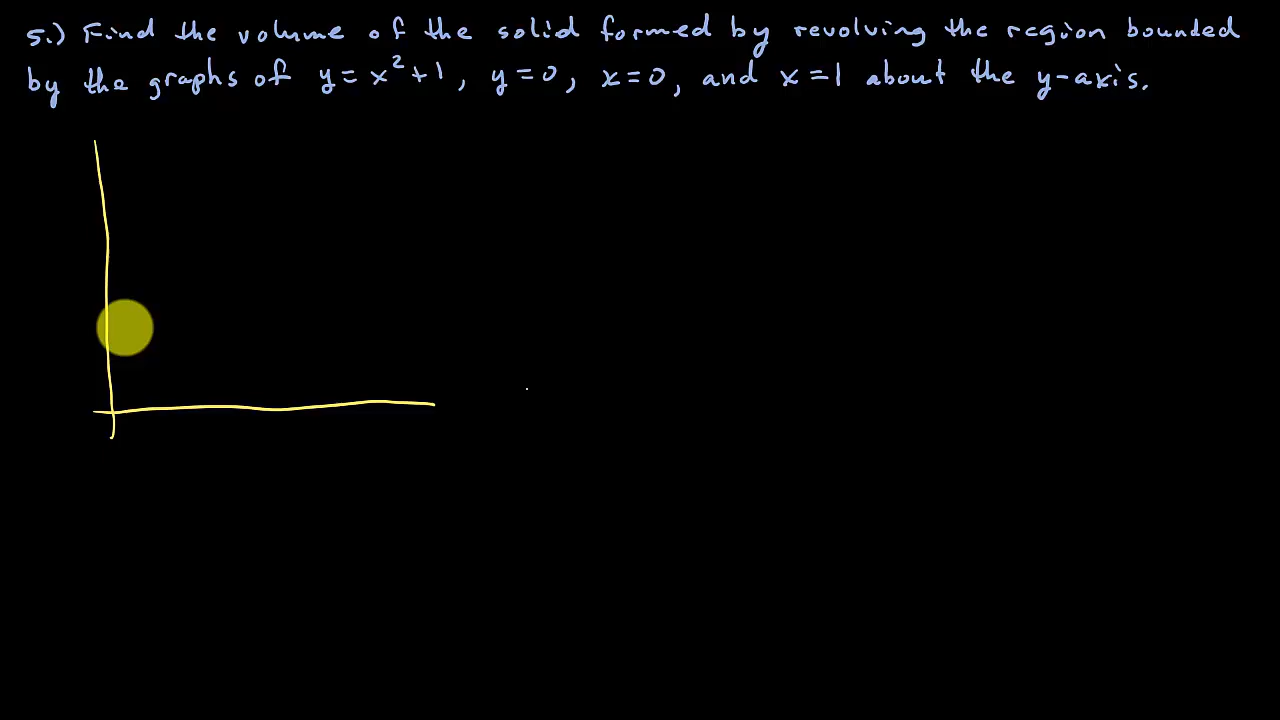 5.) Find the volume of the solid formed by revolving the region bounded
by the graphs of y = x² + 1, y = 0, x = 0, and x = 1 about the y-axis.